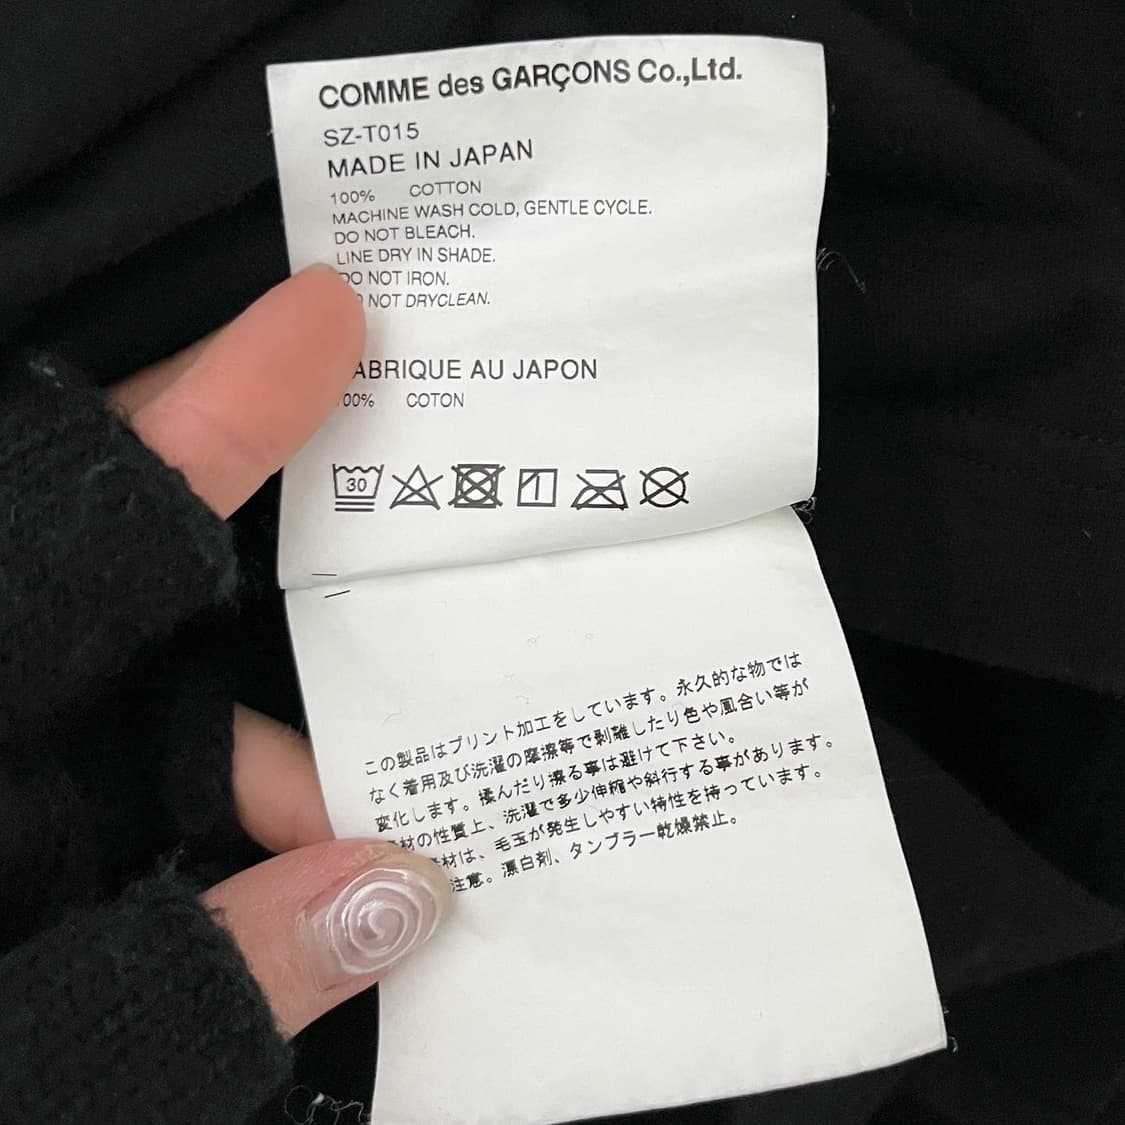 COMME des GARÇONS Co.,Ltd.
SZ-T015
MADE IN JAPAN
100% COTTON
MACHINE WASH COLD, GENTLE CYCLE.
DO NOT BLEACH.
LINE DRY IN SHADE.
DO NOT IRON.
NOT DRYCLEAN.
ABRIQUE AU JAPON
00% COTON
30
この製品はプリント加工をしています。永久的な物では
なく着用及び洗濯の摩擦等で剥離したり色や風合い等が
変化します。揉んだり擦る事は避けて下さい。
材の性質上、洗濯で多少伸縮や斜行する事があります。
材は、毛玉が発生しやすい特性を持っています。
注意。漂白剤、タンブラー乾燥禁止。